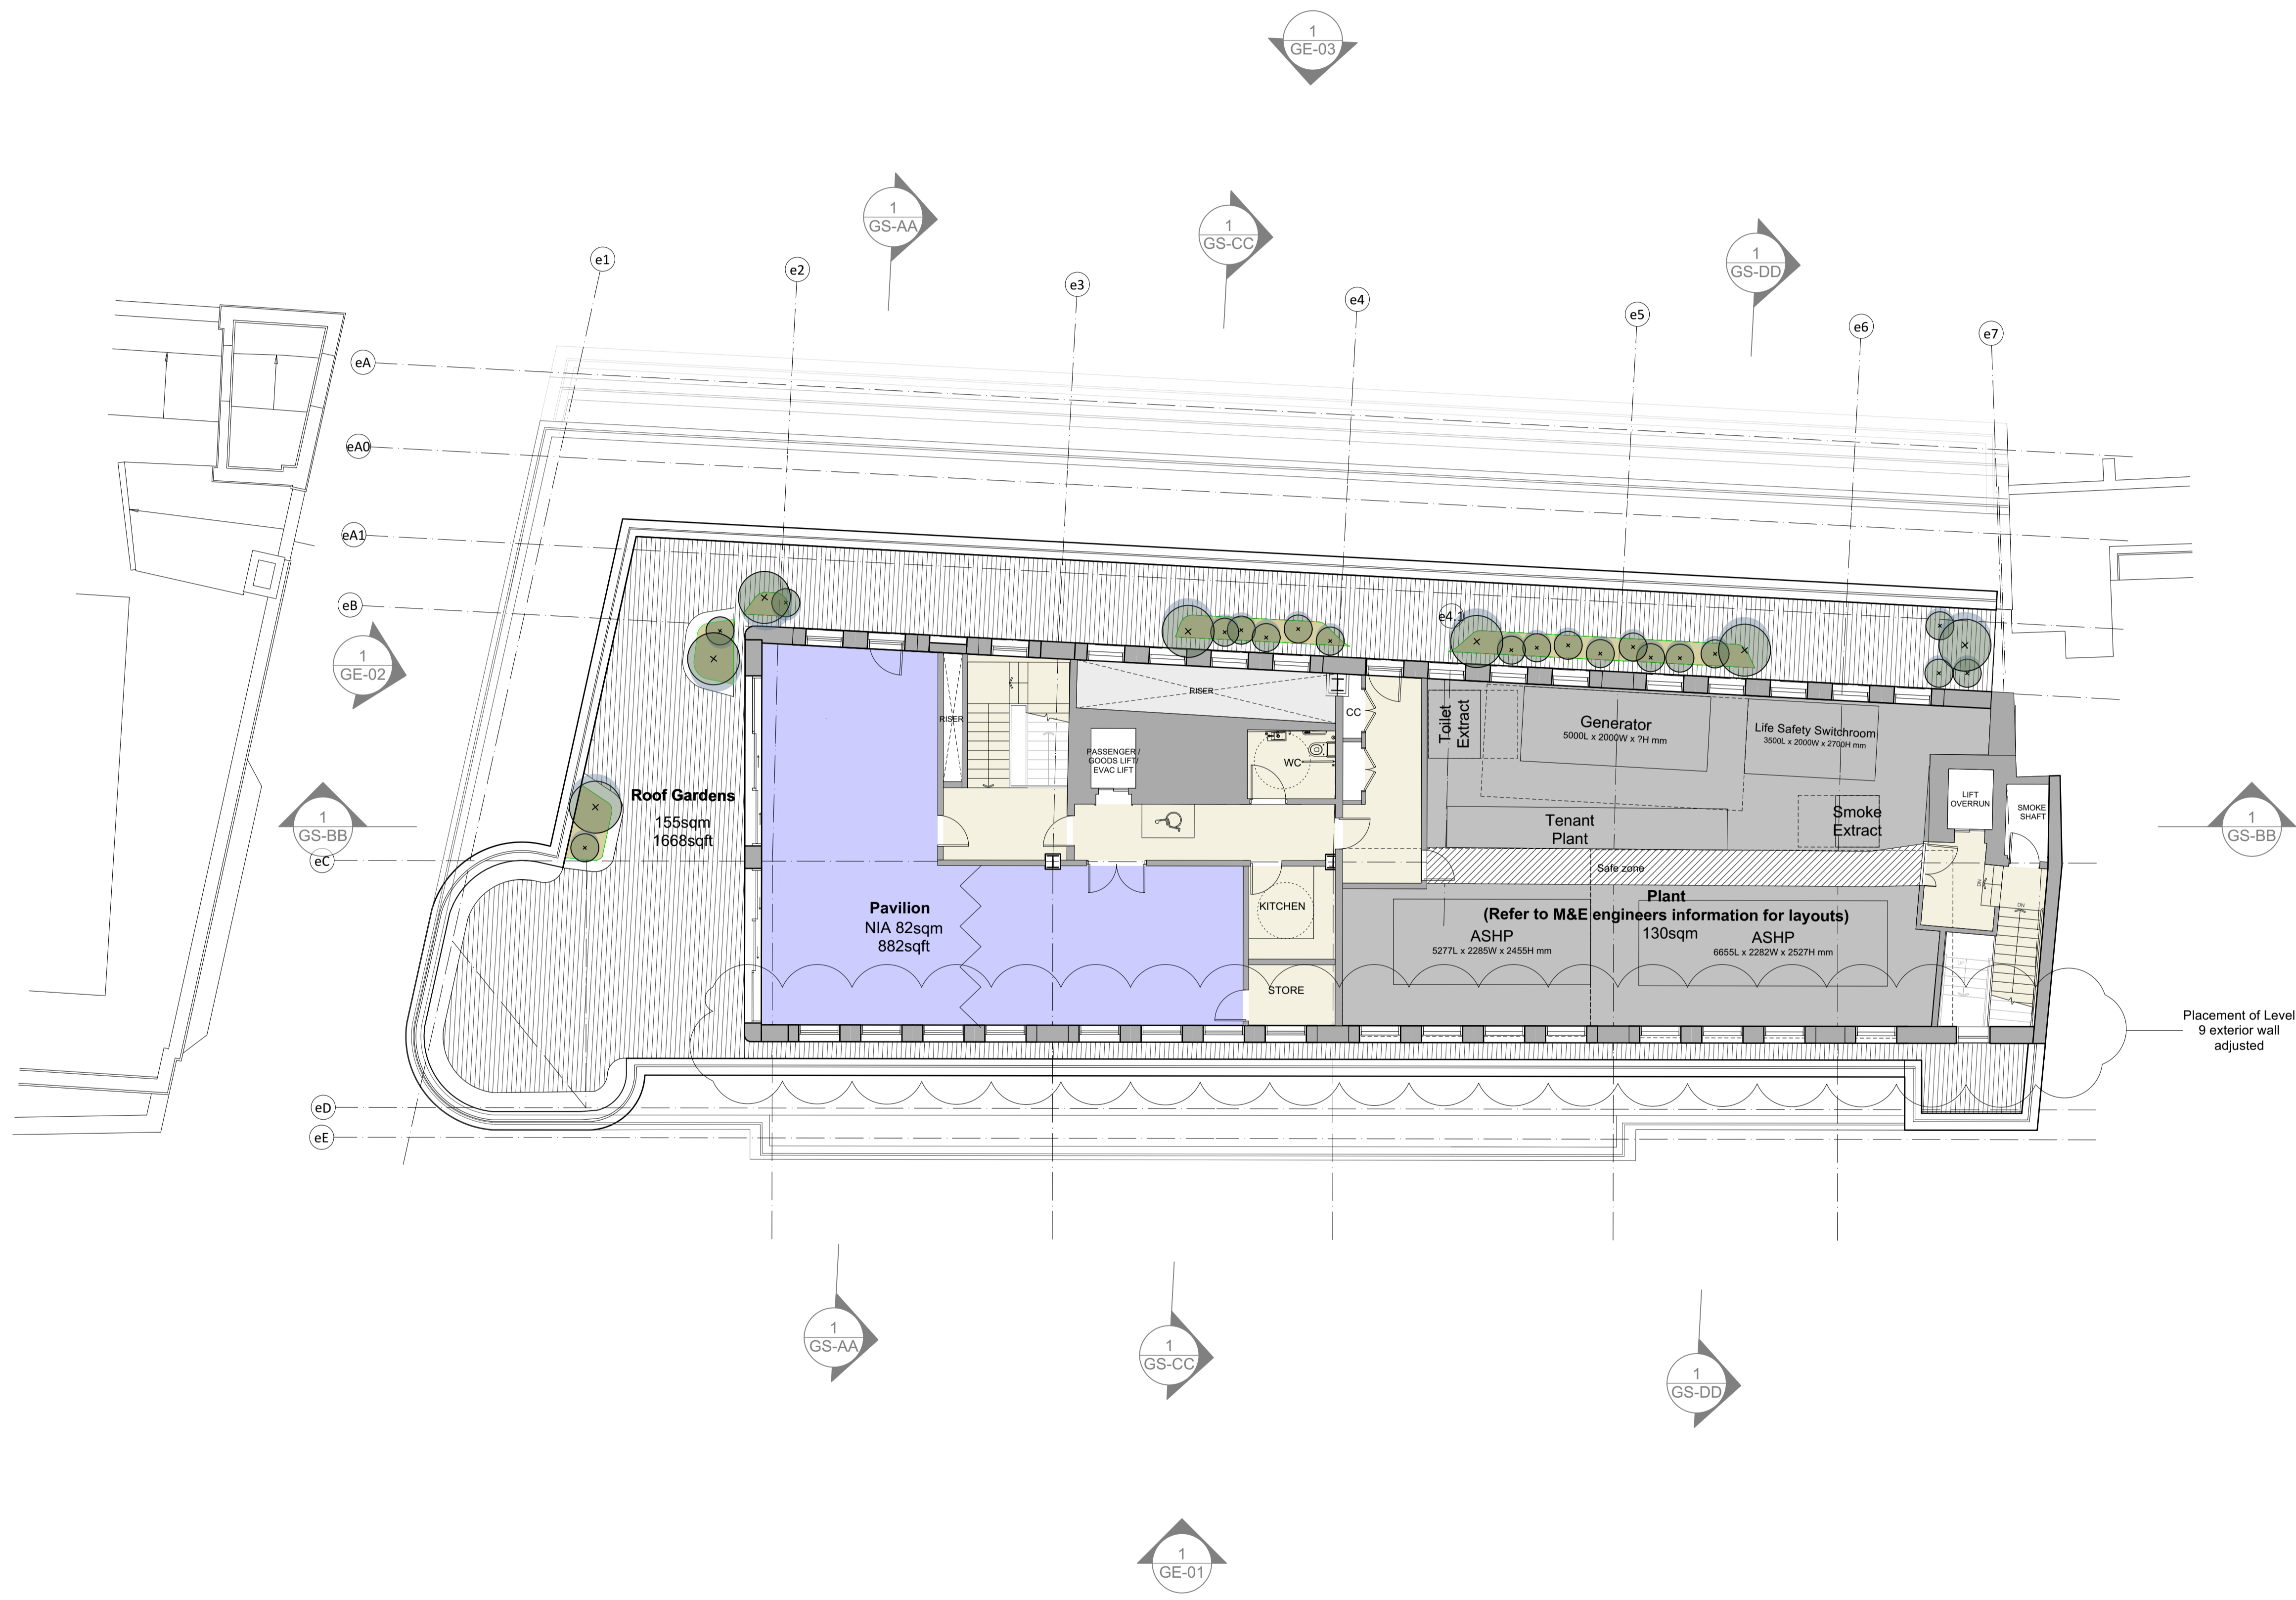 1
GE-03
1
GS-AA
1
GS-CC
1
GS-DD
e1
e2
e3
e4
e5
e6
e7
eA
eA0
eA1
eB
e4.1
1
GE-02
RISER
RISER
CC
Toilet
Extract
Generator
5000L x 2000W x ?H mm
Life Safety Switchroom
3500L x 2000W x 2700H mm
PASSENGER /
GOODS LIFT/
EVAC LIFT
WC
Roof Gardens
155sqm
1668sqft
LIFT
OVERRUN
SMOKE
SHAFT
Smoke
Extract
Tenant
Plant
1
GS-BB
1
GS-BB
eC
Safe zone
DN
DN
Plant
(Refer to M&E engineers information for layouts)
130sqm
Pavilion
NIA 82sqm
882sqft
KITCHEN
ASHP
5277L x 2285W x 2455H mm
ASHP
6655L x 2282W x 2527H mm
UP
STORE
Placement of Level
9 exterior wall
adjusted
eD
eE
1
GS-AA
1
GS-CC
1
GS-DD
1
GE-01